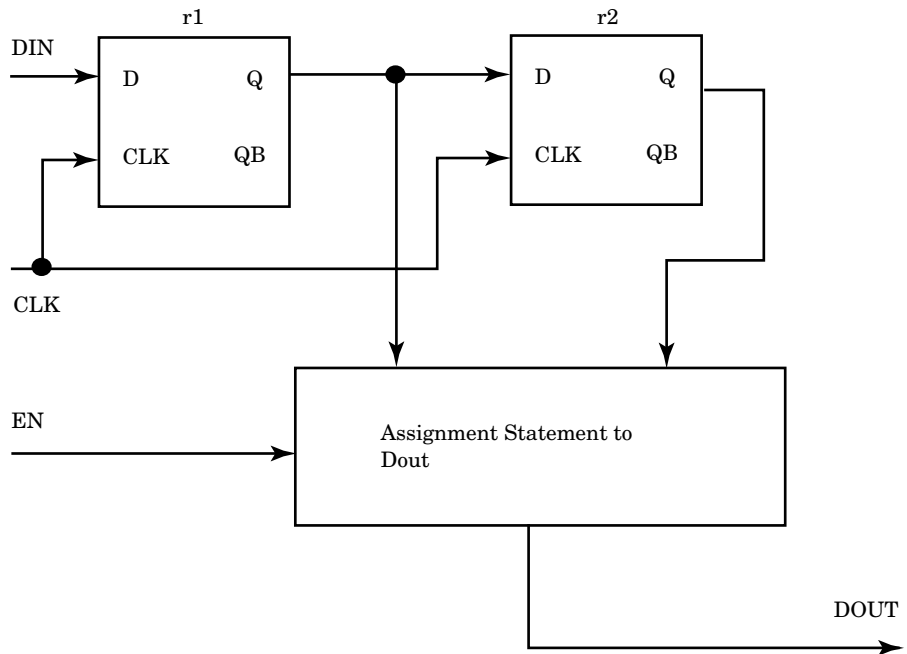 r1
r2
DIN
D
Q
D
Q
CLK
QB
CLK
QB
CLK
EN
Assignment Statement to
Dout
DOUT